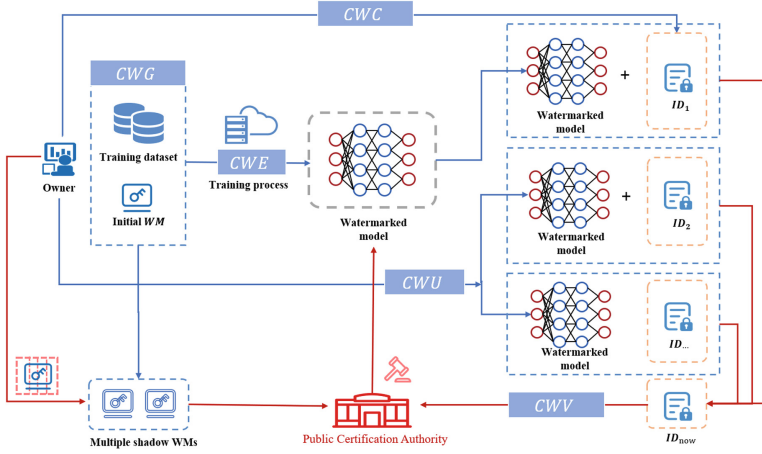 CWC
CWG
Training dataset
Initial WM
Owner
CWE
Training process
Watermarked
model
Watermarked
model
+
ID1
Watermarked
model
+
ID2
CWU
Watermarked
model
ID...
Multiple shadow WMs
Public Certification Authority
CWV
IDnow